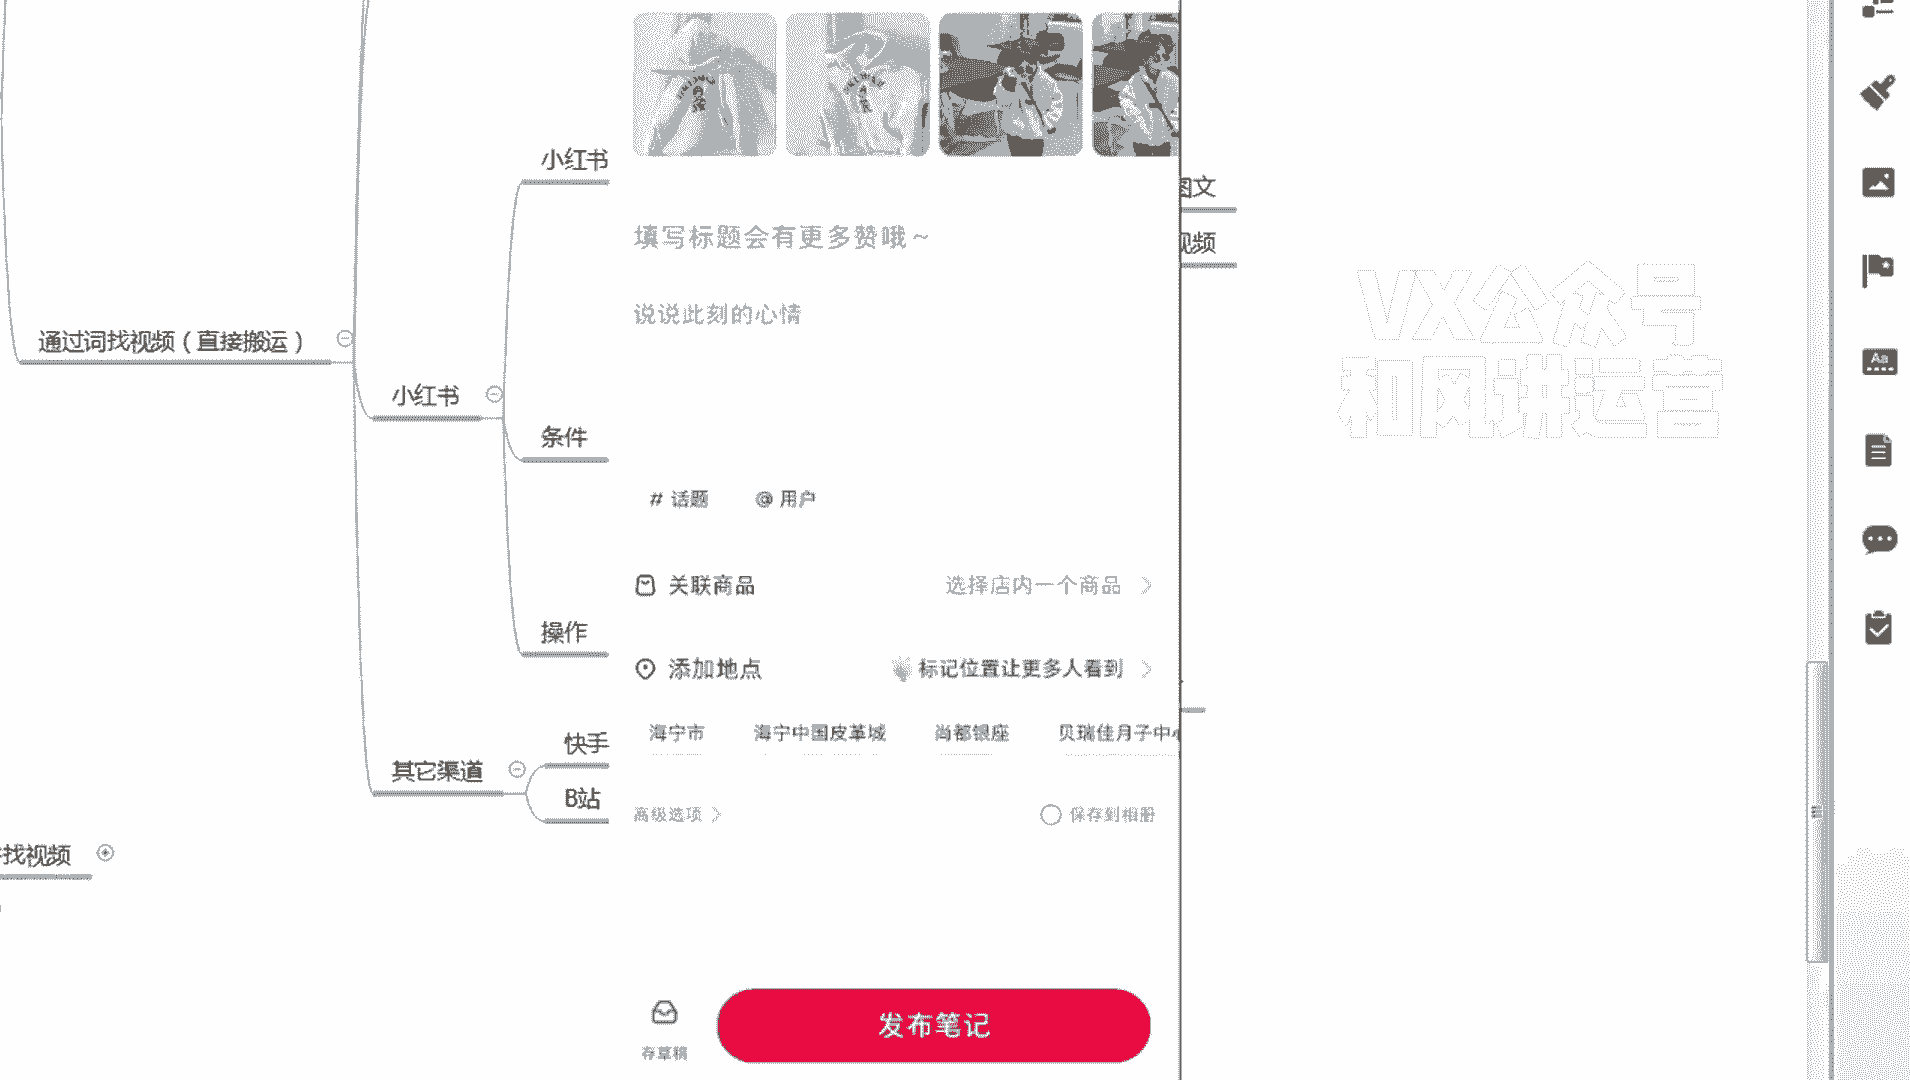 小红书
图文
填写标题会有更多赞哦~
视频
说说此刻的心情
VX公众号
和风讲运营
通过词找视频（直接搬运）
小红书
条件
# 话题
@ 用户
关联商品
选择店内一个商品
操作
添加地点
标记位置让更多人看到
海宁市
海宁中国皮革城
尚都银座
贝瑞佳月子中心
快手
其它渠道
B站
高级选项
保存到相册
找视频
存草稿
发布笔记